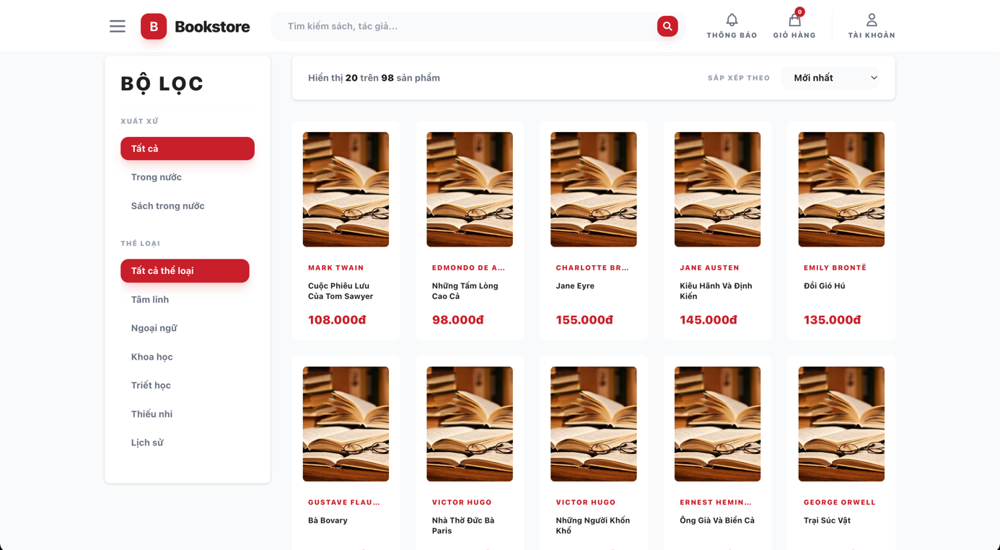 B Bookstore
Tìm kiếm sách, tác giả...
THÔNG BÁO
0
GIỎ HÀNG
TÀI KHOẢN
BỘ LỌC
XUẤT XỨ
Tất cả
Trong nước
Sách trong nước
THỂ LOẠI
Tất cả thể loại
Tâm linh
Ngoại ngữ
Khoa học
Triết học
Thiếu nhi
Lịch sử
Hiển thị 20 trên 98 sản phẩm
SẮP XẾP THEO
Mới nhất
MARK TWAIN
Cuộc Phiêu Lưu
Của Tom Sawyer
108.000đ
EDMONDO DE A...
Những Tấm Lòng
Cao Cả
98.000đ
CHARLOTTE BR...
Jane Eyre
155.000đ
JANE AUSTEN
Kiêu Hãnh Và Định
Kiến
145.000đ
EMILY BRONTË
Đồi Gió Hú
135.000đ
GUSTAVE FLAU...
Bà Bovary
VICTOR HUGO
Nhà Thờ Đức Bà
Paris
VICTOR HUGO
Những Người Khốn
Khổ
ERNEST HEMIN...
Ông Già Và Biển Cả
GEORGE ORWELL
Trại Súc Vật